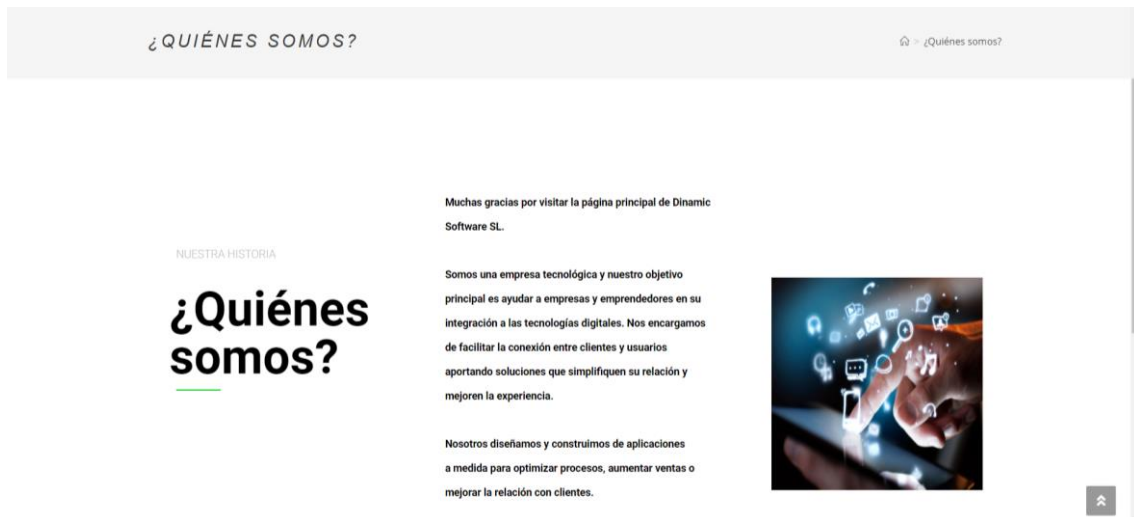 ¿QUIÉNES SOMOS?
> ¿Quiénes somos?
NUESTRA HISTORIA
¿Quiénes
somos?
Muchas gracias por visitar la página principal de Dinamic
Software SL.
Somos una empresa tecnológica y nuestro objetivo
principal es ayudar a empresas y emprendedores en su
integración a las tecnologías digitales. Nos encargamos
de facilitar la conexión entre clientes y usuarios
aportando soluciones que simplifiquen su relación y
mejoren la experiencia.
Nosotros diseñamos y construimos de aplicaciones
a medida para optimizar procesos, aumentar ventas o
mejorar la relación con clientes.